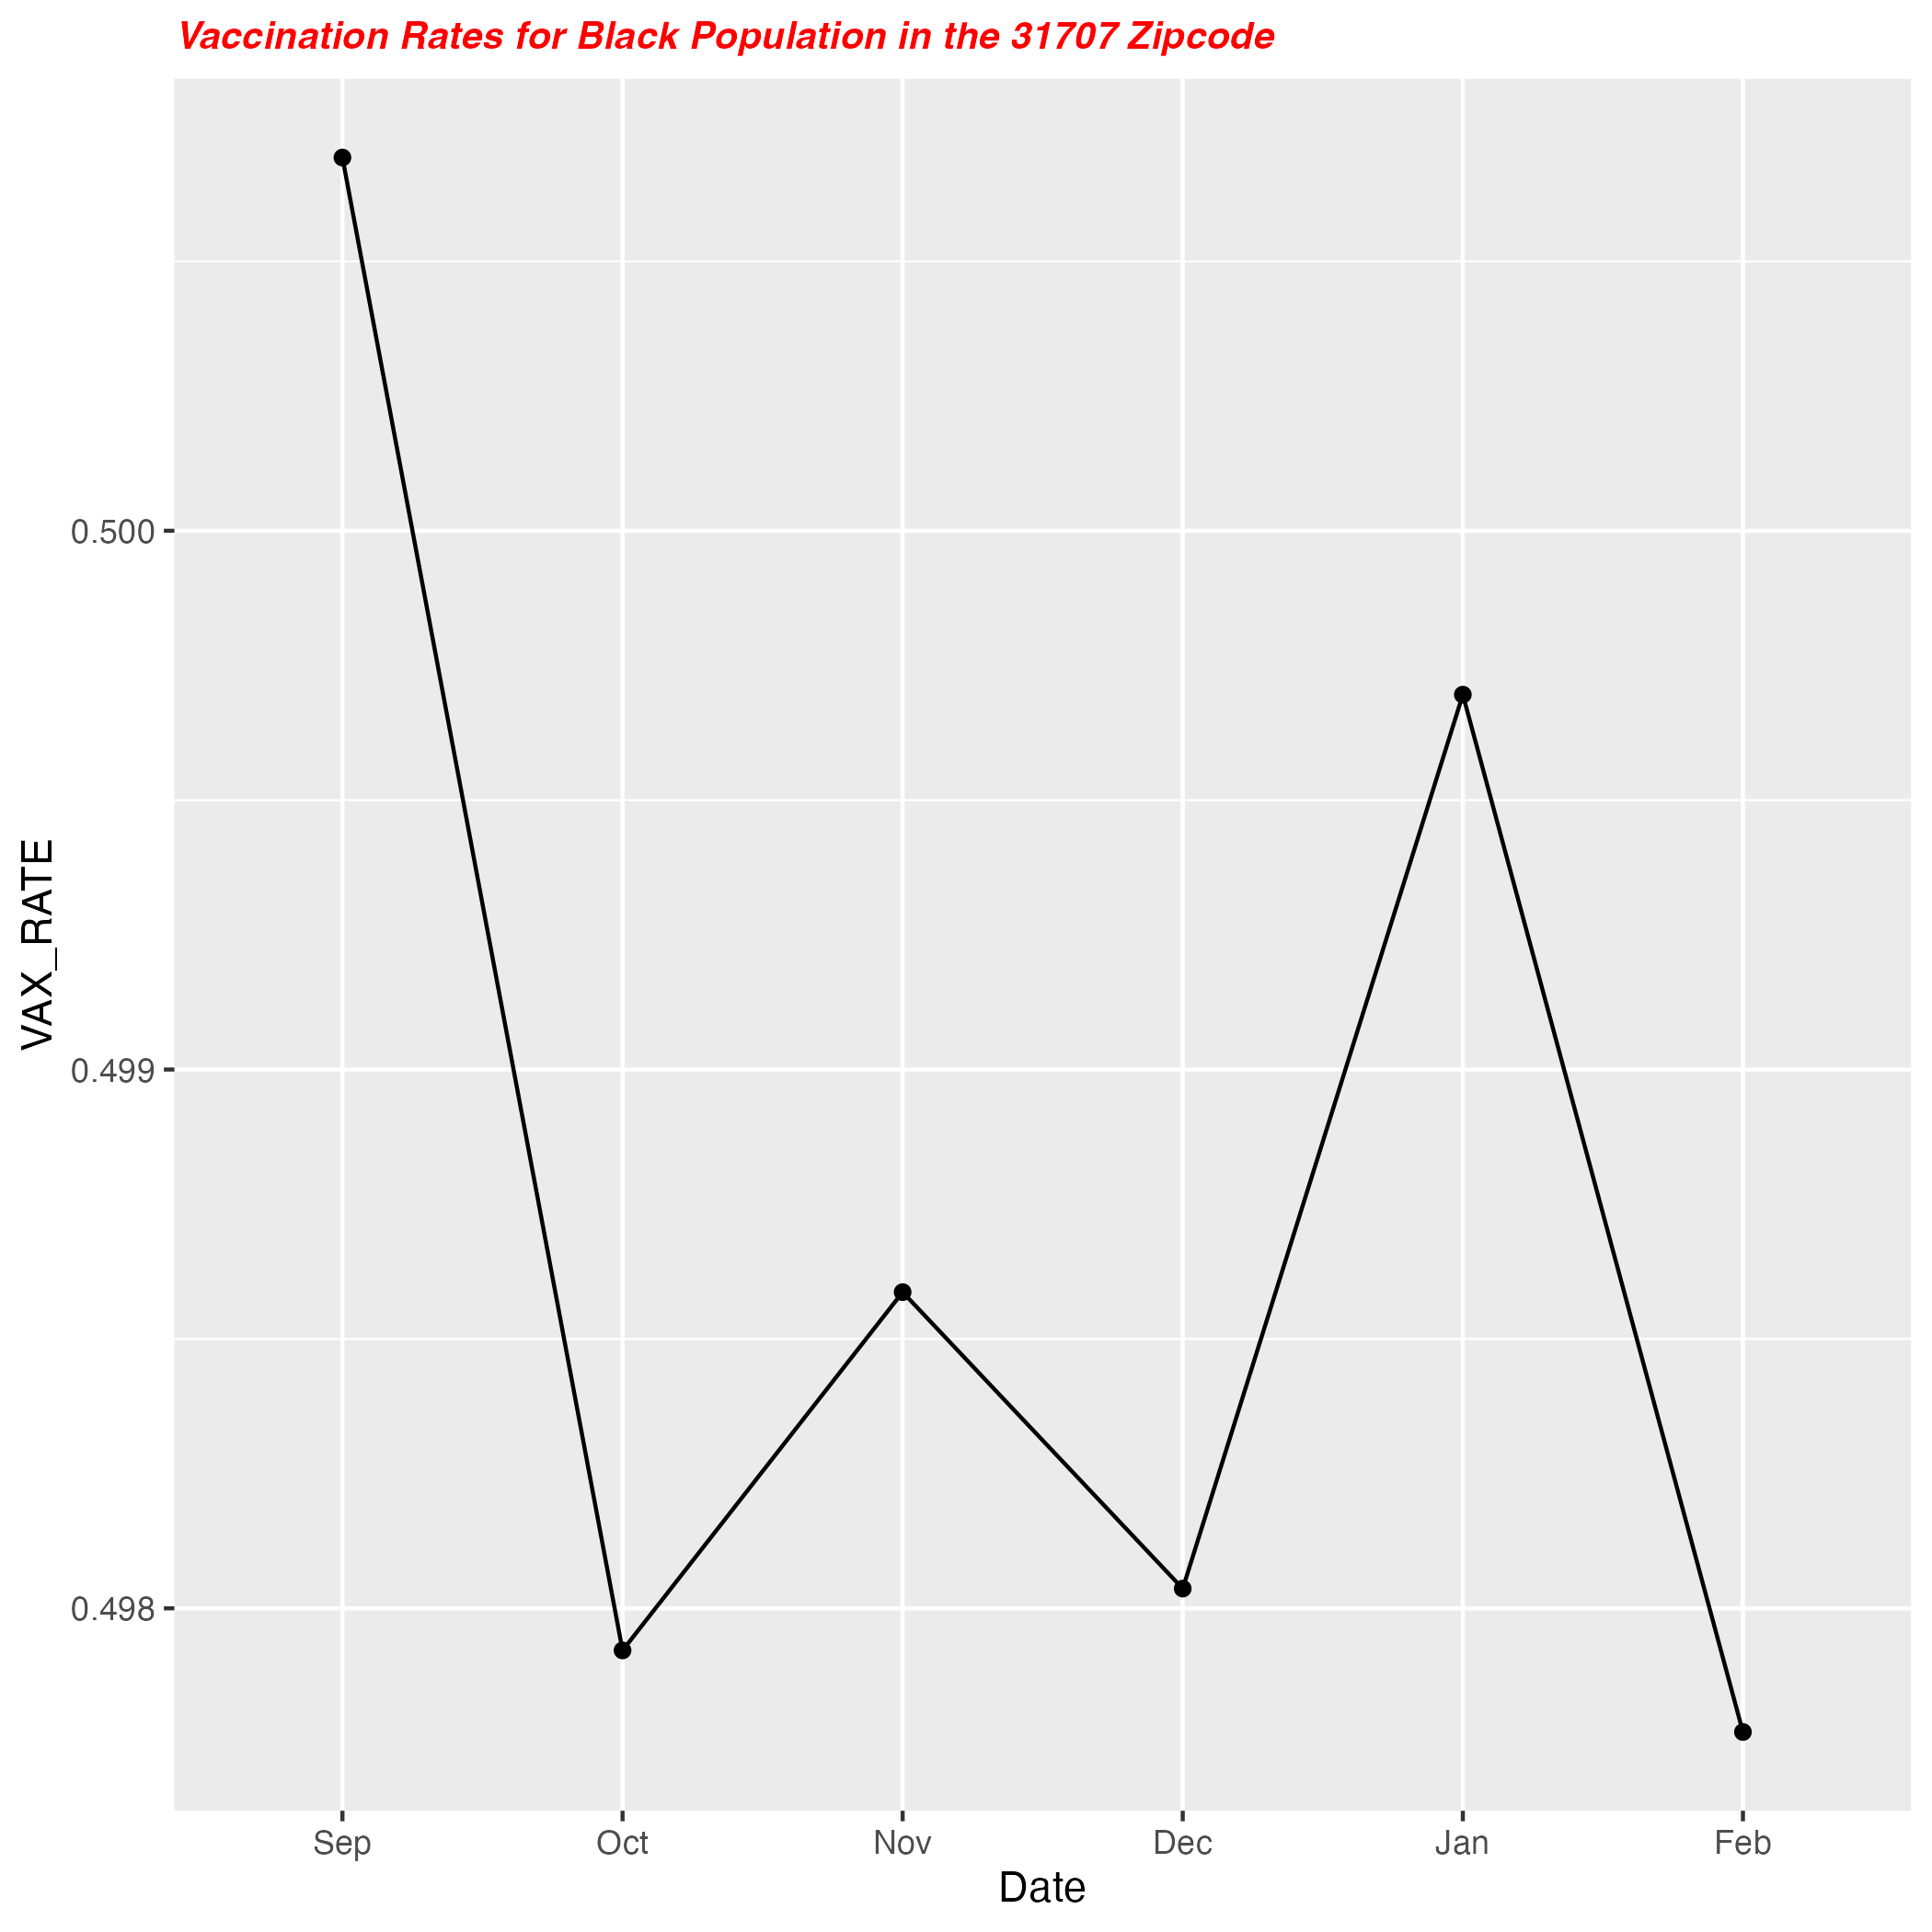 Vaccination Rates for Black Population in the 31707 Zipcode
VAX_RATE
0.500
0.499
0.498
Sep Oct Nov Dec Jan Feb
Date